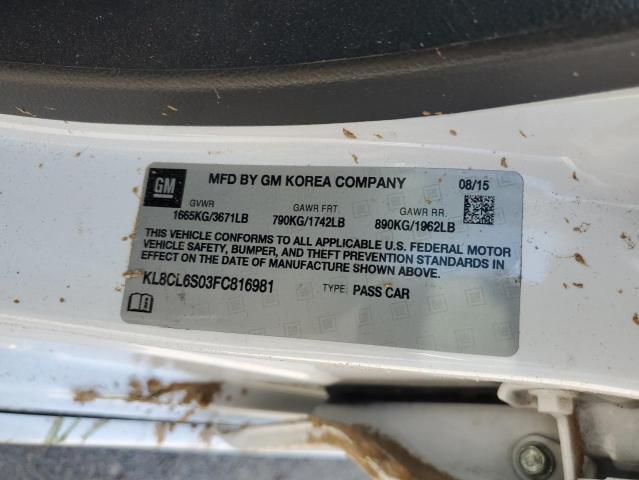 GM
MFD BY GM KOREA COMPANY 08/15
GVWR GAWR FRT. GAWR RR.
1665KG/3671LB 790KG/1742LB 890KG/1962LB
THIS VEHICLE CONFORMS TO ALL APPLICABLE U.S. FEDERAL MOTOR
VEHICLE SAFETY, BUMPER, AND THEFT PREVENTION STANDARDS IN
EFFECT ON THE DATE OF MANUFACTURE SHOWN ABOVE.
KL8CL6S03FC816981 TYPE: PASS CAR